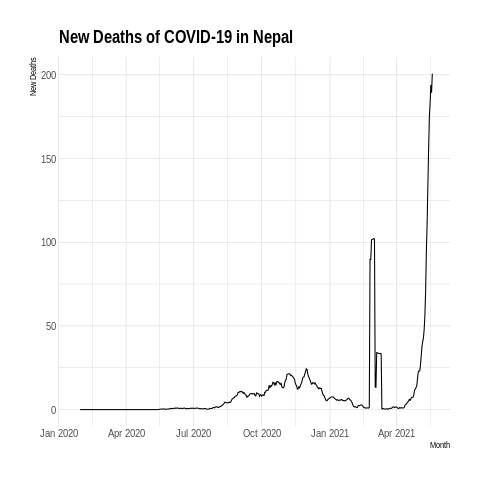 New Deaths of COVID-19 in Nepal
New Deaths
200
150
100
50
0
Jan 2020
Apr 2020
Jul 2020
Oct 2020
Jan 2021
Apr 2021
Month